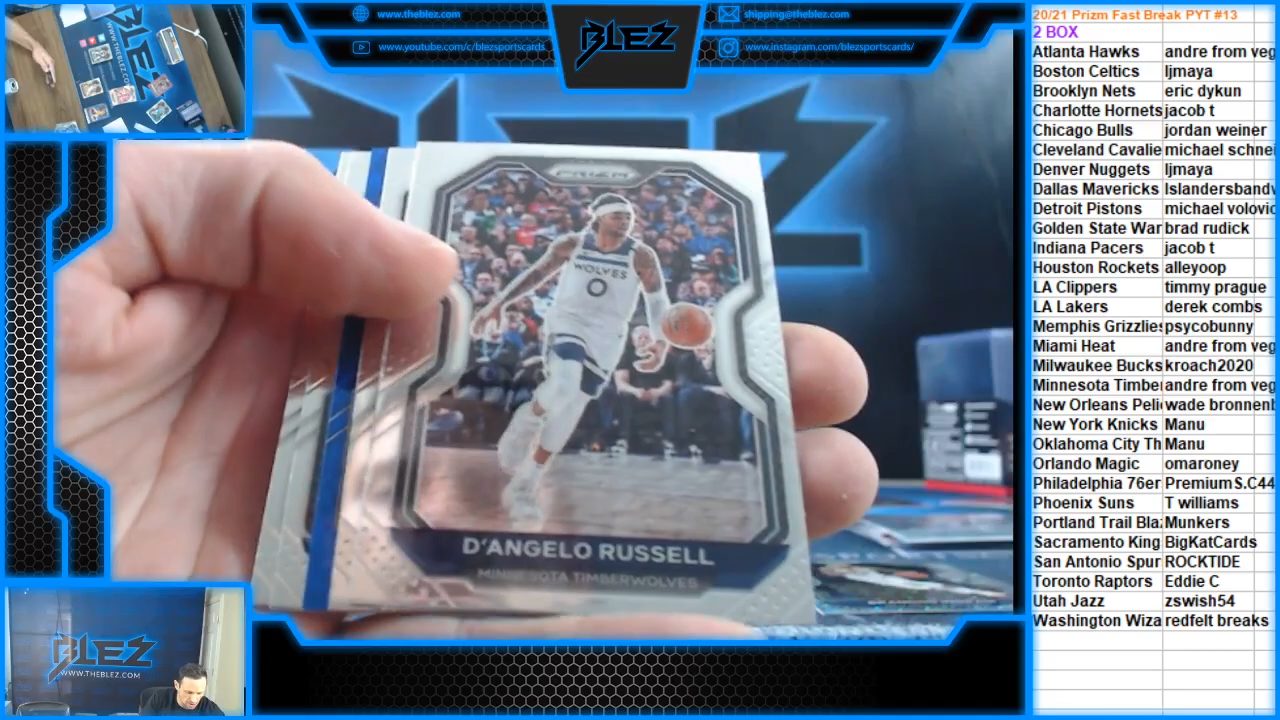 www.theblez.com
shipping@theblez.com
www.youtube.com/c/blezsportscards
BLEZ
www.instagram.com/blezsportscards/
PRIZM
WOLVES
0
D'ANGELO RUSSELL
MINNESOTA TIMBERWOLVES
BLEZ
WWW.THEBLEZ.COM
20/21 Prizm Fast Break PYT #13
2 BOX
Atlanta Hawks andre from veg
Boston Celtics ljmaya
Brooklyn Nets eric dykun
Charlotte Hornets jacob t
Chicago Bulls jordan weiner
Cleveland Cavalie michael schnei
Denver Nuggets ljmaya
Dallas Mavericks Islandersbandw
Detroit Pistons michael volovic
Golden State War brad rudick
Indiana Pacers jacob t
Houston Rockets alleyoop
LA Clippers timmy prague
LA Lakers derek combs
Memphis Grizzlies psycobunny
Miami Heat andre from veg
Milwaukee Bucks kroach2020
Minnesota Timbe andre from veg
New Orleans Peli wade bronnenb
New York Knicks Manu
Oklahoma City Th Manu
Orlando Magic omaroney
Philadelphia 76er PremiumS.C44
Phoenix Suns T williams
Portland Trail Bla Munkers
Sacramento King BigKatCards
San Antonio Spur ROCKTIDE
Toronto Raptors Eddie C
Utah Jazz zswish54
Washington Wiza redfelt breaks